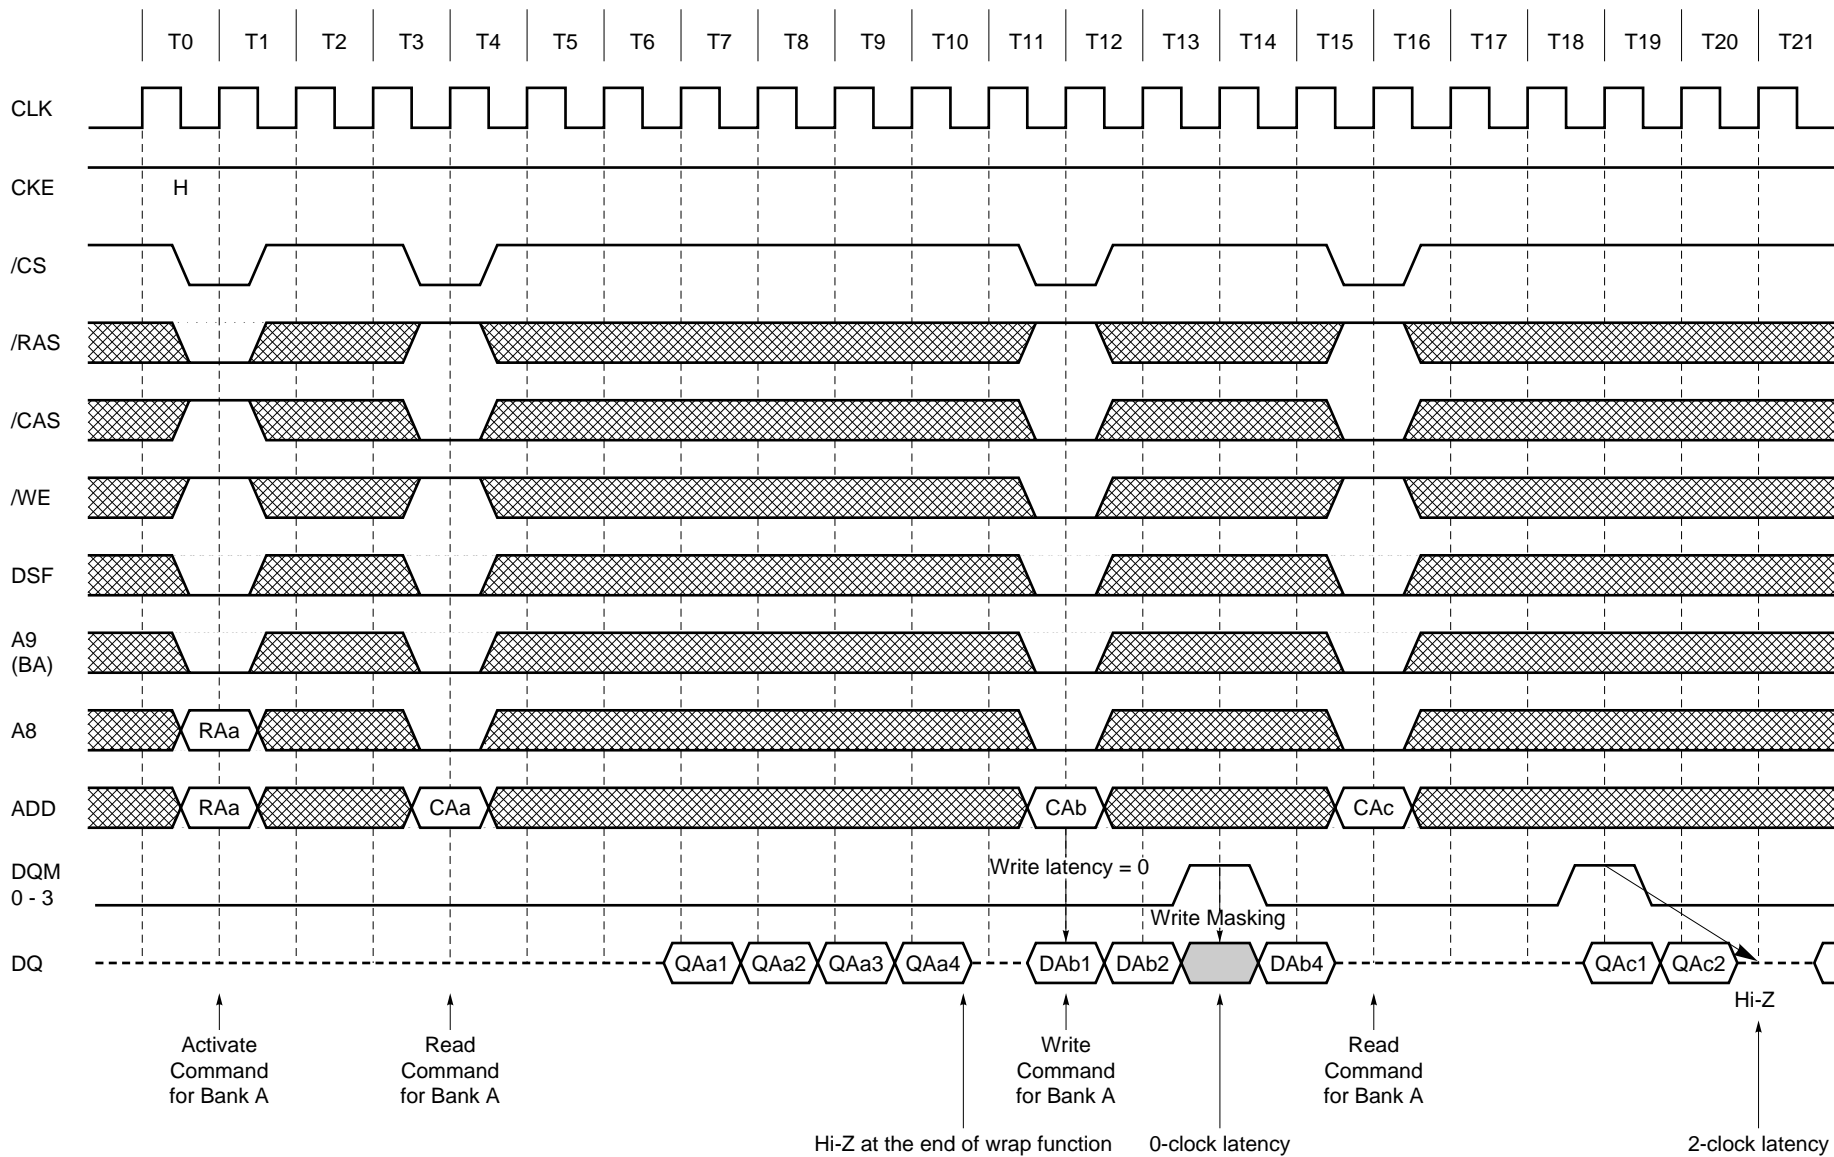 T0 T1 T2 T3 T4 T5 T6 T7 T8 T9 T10 T11 T12 T13 T14 T15 T16 T17 T18 T19 T20 T21
CLK
CKE H
/CS
/RAS
/CAS
/WE
DSF
A9
(BA)
A8 RAa
ADD RAa CAa CAb CAc
DQM
0 - 3
Write latency = 0
Write Masking
DQ QAa1 QAa2 QAa3 QAa4 DAb1 DAb2 DAb4 QAc1 QAc2
Hi-Z
Activate
Command
for Bank A
Read
Command
for Bank A
Write
Command
for Bank A
Read
Command
for Bank A
Hi-Z at the end of wrap function
0-clock latency
2-clock latency